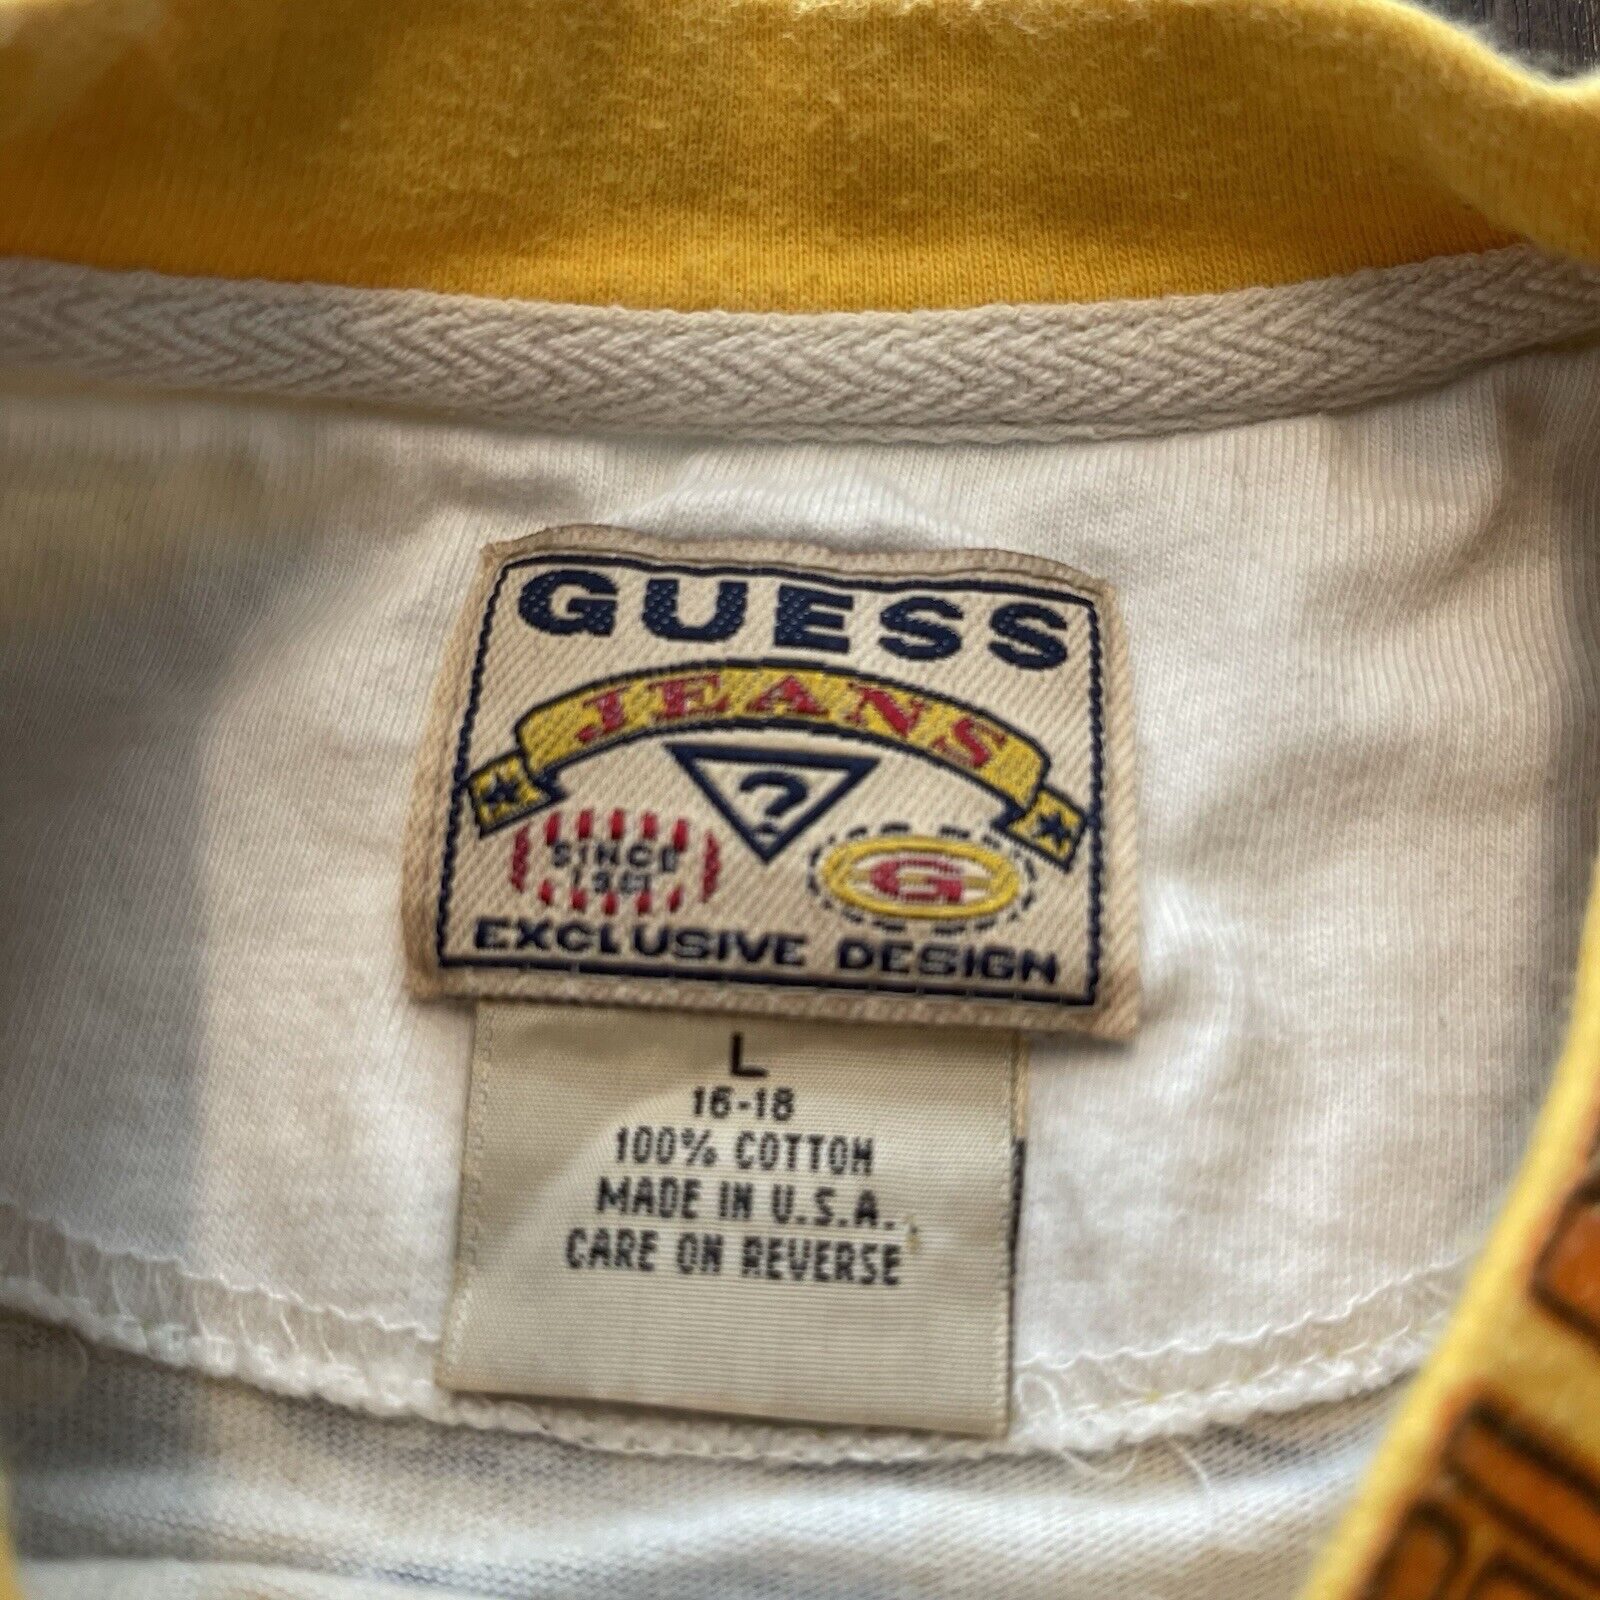 GUESS
JEANS
?
SINCE
1981
G
EXCLUSIVE DESIGN
L
16-18
100% COTTON
MADE IN U.S.A.
CARE ON REVERSE